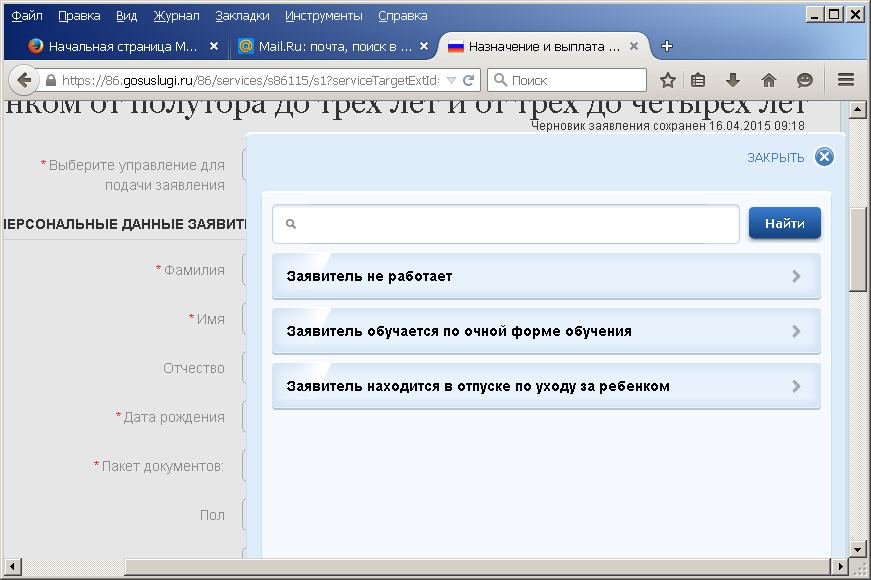 Файл Правка Вид Журнал Закладки Инструменты Справка
Начальная страница M... Mail.Ru: почта, поиск в ... Назначение и выплата ...
https://86.gosuslugi.ru/86/services/s86115/s1?serviceTargetExtId: Поиск
нком от полутора до трех лет и от трех до четырех лет
Черновик заявления сохранен 16.04.2015 09:18
ЗАКРЫТЬ
* Выберите управление для
подачи заявления
ПЕРСОНАЛЬНЫЕ ДАННЫЕ ЗАЯВИТ
* Фамилия
* Имя
Отчество
* Дата рождения
* Пакет документов:
Пол
Найти
Заявитель не работает
Заявитель обучается по очной форме обучения
Заявитель находится в отпуске по уходу за ребенком